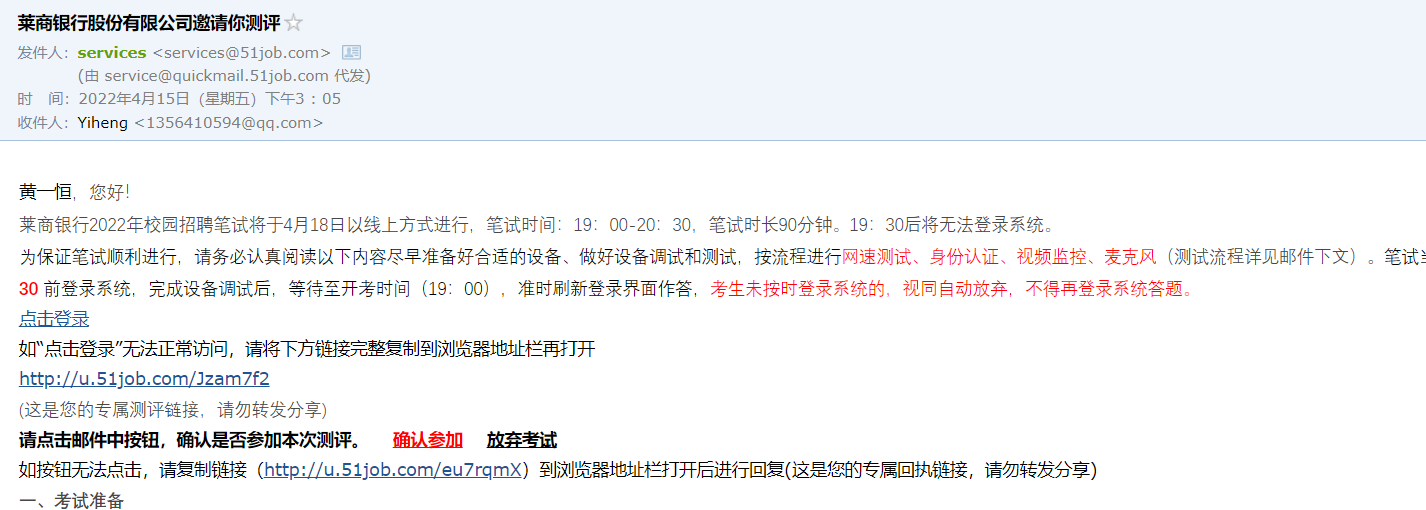 莱商银行股份有限公司邀请你测评
发件人：services <services@51job.com>
(由 service@quickmail.51job.com 代发)
时 间：2022年4月15日（星期五）下午3：05
收件人：Yiheng <1356410594@qq.com>
黄一恒，您好！
莱商银行2022年校园招聘笔试将于4月18日以线上方式进行，笔试时间：19：00-20：30，笔试时长90分钟。19：30后将无法登录系统。
为保证笔试顺利进行，请务必认真阅读以下内容尽早准备好合适的设备、做好设备调试和测试，按流程进行网速测试、身份认证、视频监控、麦克风（测试流程详见邮件下文）。笔试
30 前登录系统，完成设备调试后，等待至开考时间（19：00），准时刷新登录界面作答，考生未按时登录系统的，视同自动放弃，不得再登录系统答题。
点击登录
如“点击登录”无法正常访问，请将下方链接完整复制到浏览器地址栏再打开
http://u.51job.com/Jzam7f2
(这是您的专属测评链接，请勿转发分享)
请点击邮件中按钮，确认是否参加本次测评。 确认参加 放弃考试
如按钮无法点击，请复制链接（http://u.51job.com/eu7rqmX）到浏览器地址栏打开后进行回复(这是您的专属回执链接，请勿转发分享)
一、考试准备